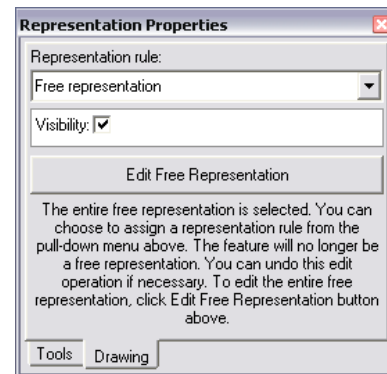 Representation Properties
Representation rule:
Free representation
Visibility:
Edit Free Representation
The entire free representation is selected. You can
choose to assign a representation rule from the
pull-down menu above. The feature will no longer be
a free representation. You can undo this edit
operation if necessary. To edit the entire free
representation, click Edit Free Representation button
above.
Tools Drawing